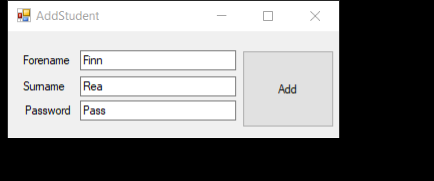 AddStudent
Forename Finn
Surname Rea
Password Pass
Add